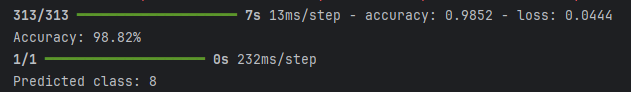 313/313 ━━━━━━━━━━━━━━━━━━━━ 7s 13ms/step - accuracy: 0.9852 - loss: 0.0444
Accuracy: 98.82%
1/1 ━━━━━━━━━━━━━━━━━━━━ 0s 232ms/step
Predicted class: 8